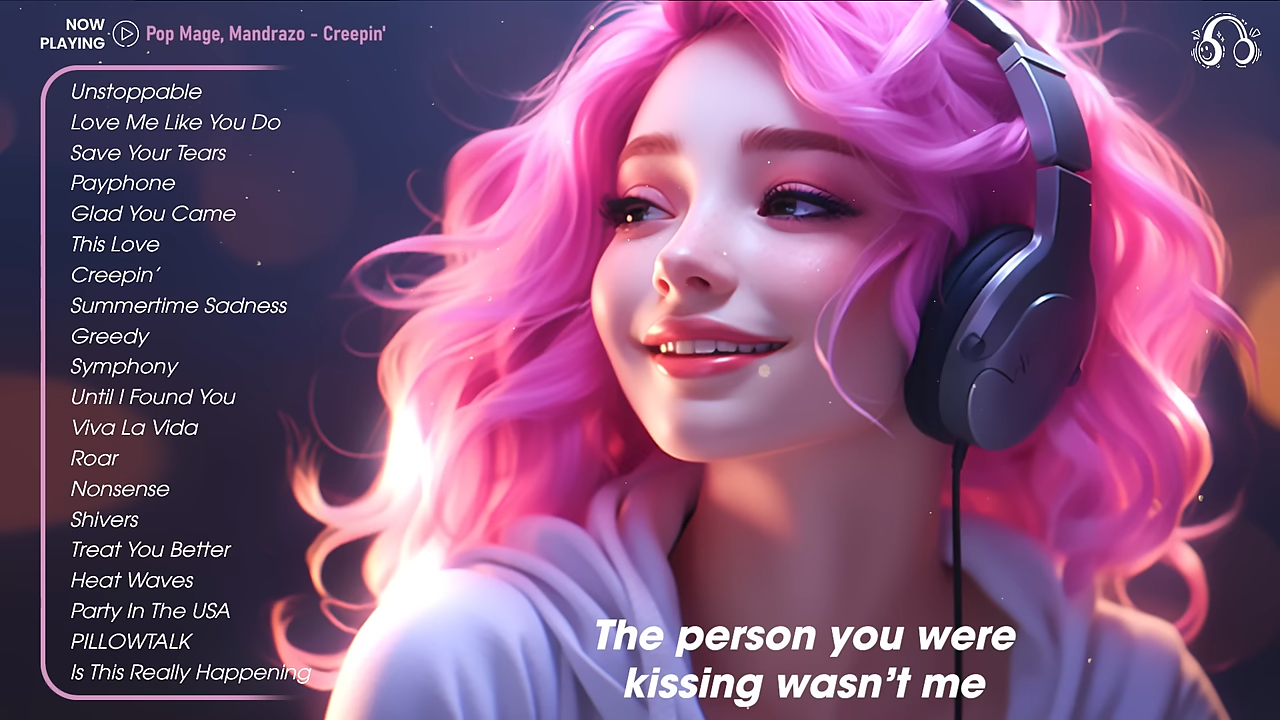 NOW
PLAYING
Pop Mage, Mandrazo - Creepin'
Unstoppable
Love Me Like You Do
Save Your Tears
Payphone
Glad You Came
This Love
Creepin’
Summertime Sadness
Greedy
Symphony
Until I Found You
Viva La Vida
Roar
Nonsense
Shivers
Treat You Better
Heat Waves
Party In The USA
PILLOWTALK
Is This Really Happening
The person you were
kissing wasn’t me